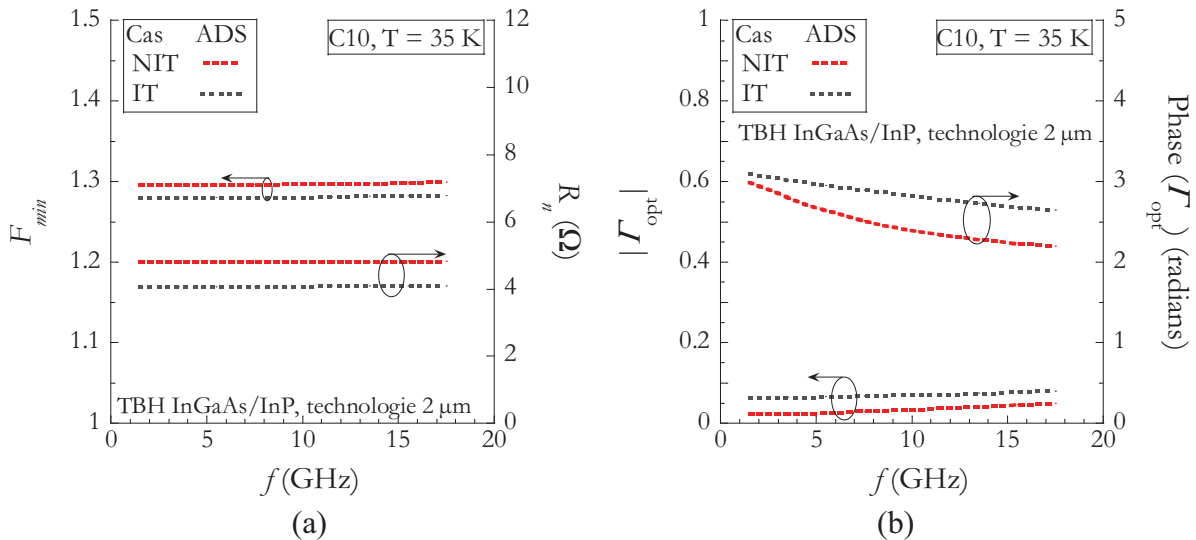 Cas ADS
NIT
IT
C10, T = 35 K
TBH InGaAs/InP, technologie 2 µm
1.5
1.4
1.3
1.2
1.1
1
12
10
8
6
4
2
0
0 5 10 15 20
F_min
R_n (Ω)
f (GHz)
(a)
Cas ADS
NIT
IT
C10, T = 35 K
TBH InGaAs/InP, technologie 2 µm
1
0.8
0.6
0.4
0.2
0
5
4
3
2
1
0
0 5 10 15 20
| Γ_opt |
Phase (Γ_opt) (radians)
f (GHz)
(b)